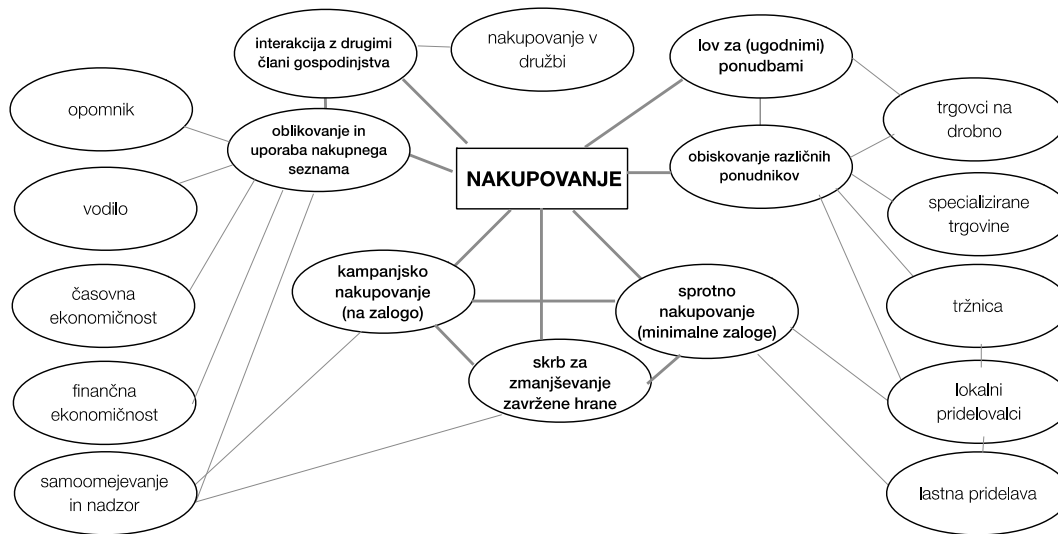 interakcija z drugimi
člani gospodinjstva
nakupovanje v
družbi
lov za (ugodnimi)
ponudbami
opomnik
oblikovanje in
uporaba nakupnega
seznama
NAKUPOVANJE
obiskovanje različnih
ponudnikov
trgovci na
drobno
vodilo
specializirane
trgovine
časovna
ekonomičnost
kampanjsko
nakupovanje
(na zalogo)
sprotno
nakupovanje
(minimalne zaloge)
tržnica
skrb za
zmanjševanje
zavržene hrane
finančna
ekonomičnost
lokalni
pridelovalci
samoomejevanje
in nadzor
lastna pridelava